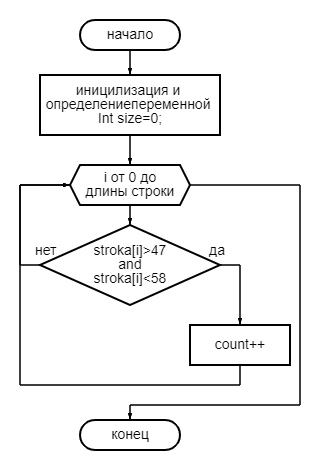 начало
иницилизация и
определениепеременной
Int size=0;
i от 0 до
длины строки
нет
stroka[i]>47
and
stroka[i]<58
да
count++
конец